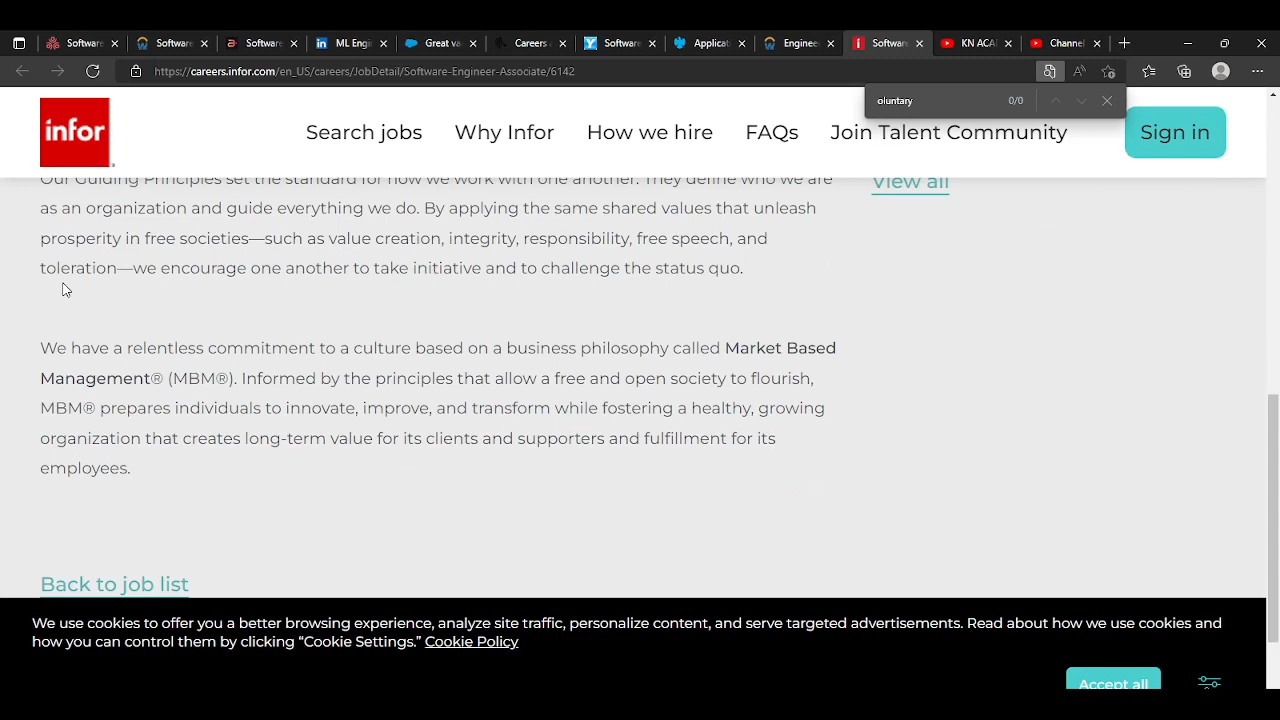 Software
Software
Software
ML Engi
Great va
Careers a
Software
Applicat
Enginee
Software
KN ACA
Channel
https://careers.infor.com/en_US/careers/JobDetail/Software-Engineer-Associate/6142
oluntary 0/0
infor
Search jobs Why Infor How we hire FAQs Join Talent Community Sign in
Our Guiding Principles set the standard for how we work with one another. They define who we are
as an organization and guide everything we do. By applying the same shared values that unleash
prosperity in free societies—such as value creation, integrity, responsibility, free speech, and
toleration—we encourage one another to take initiative and to challenge the status quo.
View all
We have a relentless commitment to a culture based on a business philosophy called Market Based
Management® (MBM®). Informed by the principles that allow a free and open society to flourish,
MBM® prepares individuals to innovate, improve, and transform while fostering a healthy, growing
organization that creates long-term value for its clients and supporters and fulfillment for its
employees.
Back to job list
We use cookies to offer you a better browsing experience, analyze site traffic, personalize content, and serve targeted advertisements. Read about how we use cookies and
how you can control them by clicking “Cookie Settings.” Cookie Policy
Accept all